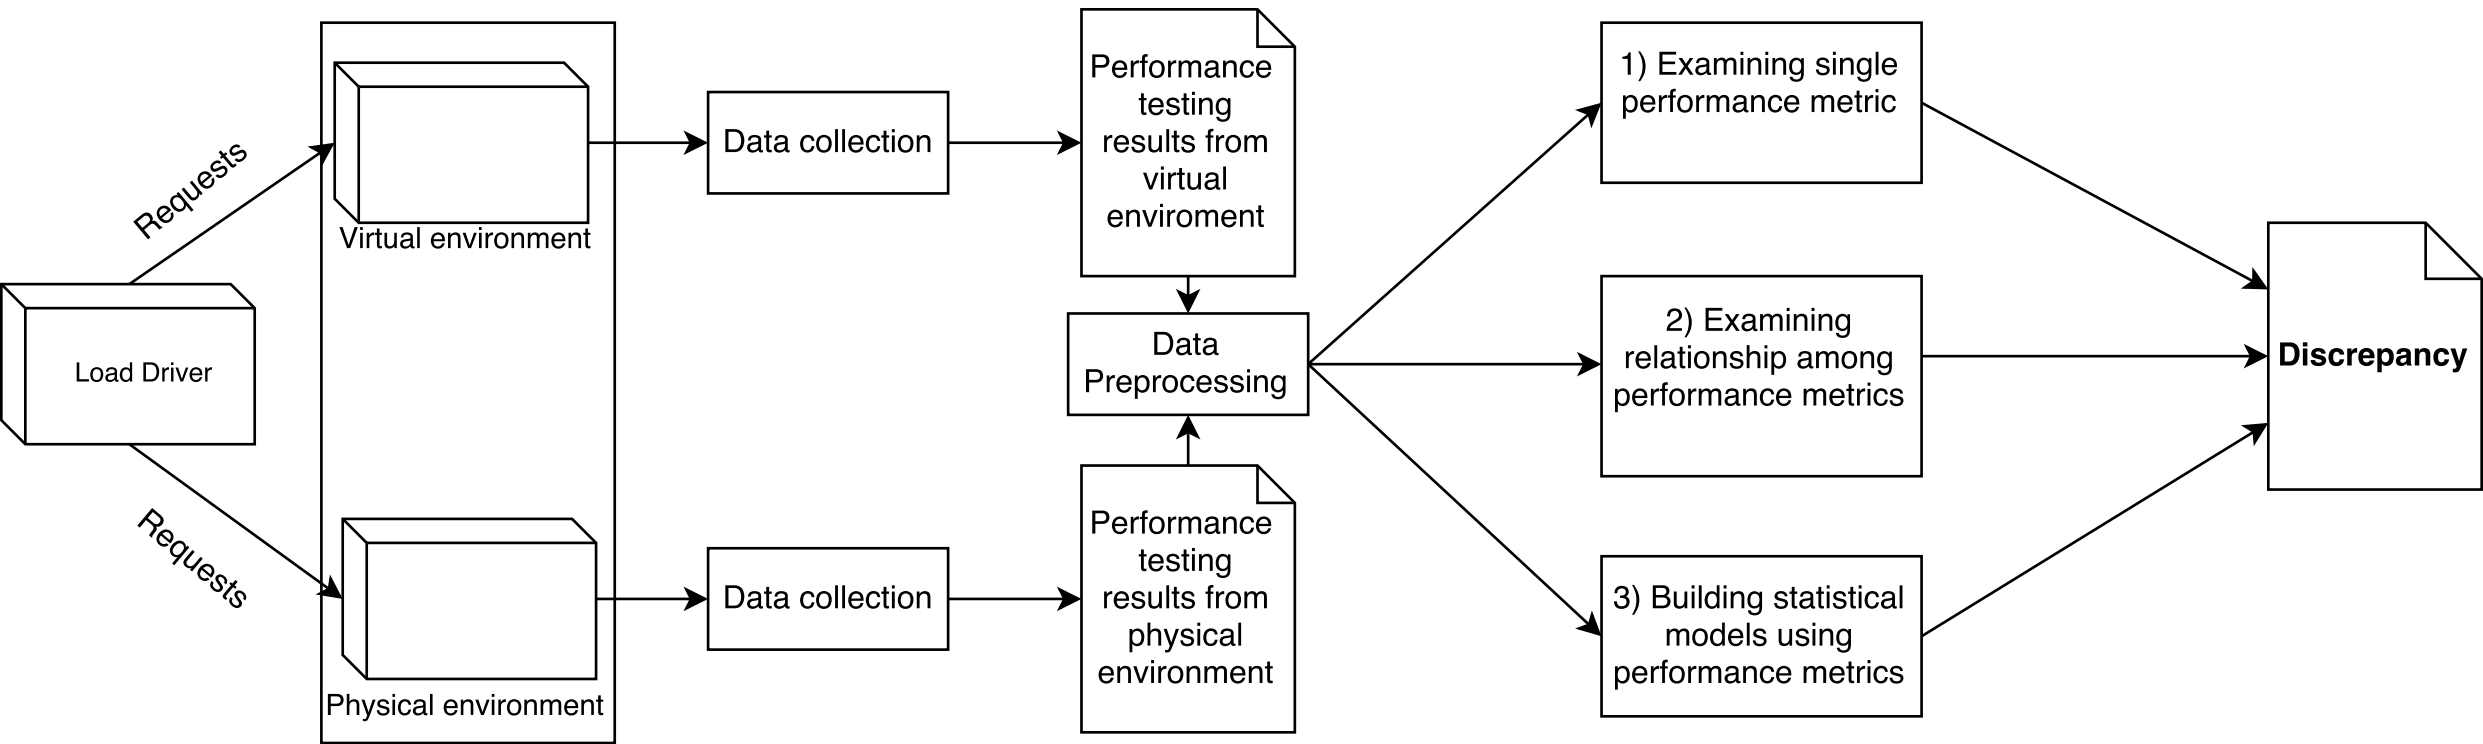 Requests
Virtual environment
Load Driver
Requests
Physical environment
Data collection
Data collection
Performance
testing
results from
virtual
enviroment
Data
Preprocessing
Performance
testing
results from
physical
environment
1) Examining single
performance metric
2) Examining
relationship among
performance metrics
3) Building statistical
models using
performance metrics
Discrepancy